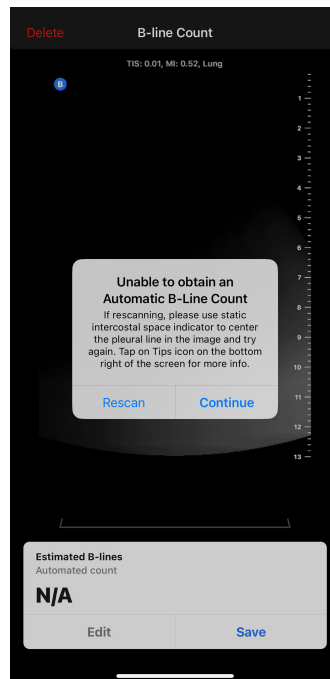 Delete
B-line Count
TIS: 0.01, MI: 0.52, Lung
B
1
2
3
4
5
6
7
8
9
10
11
12
13
Unable to obtain an
Automatic B-Line Count
If rescanning, please use static
intercostal space indicator to center
the pleural line in the image and try
again. Tap on Tips icon on the bottom
right of the screen for more info.
Rescan
Continue
Estimated B-lines
Automated count
N/A
Edit
Save